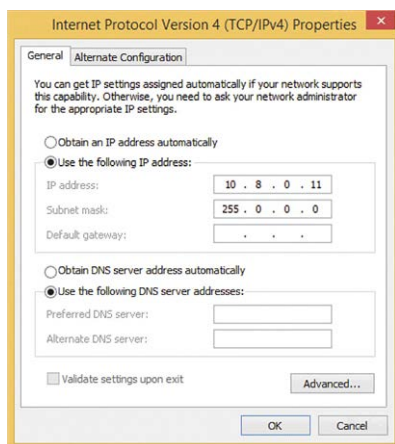 Internet Protocol Version 4 (TCP/IPv4) Properties
General
Alternate Configuration
You can get IP settings assigned automatically if your network supports
this capability. Otherwise, you need to ask your network administrator
for the appropriate IP settings.
Obtain an IP address automatically
Use the following IP address:
IP address: 10 . 8 . 0 . 11
Subnet mask: 255 . 0 . 0 . 0
Default gateway: . . .
Obtain DNS server address automatically
Use the following DNS server addresses:
Preferred DNS server:
Alternate DNS server:
Validate settings upon exit
Advanced...
OK
Cancel